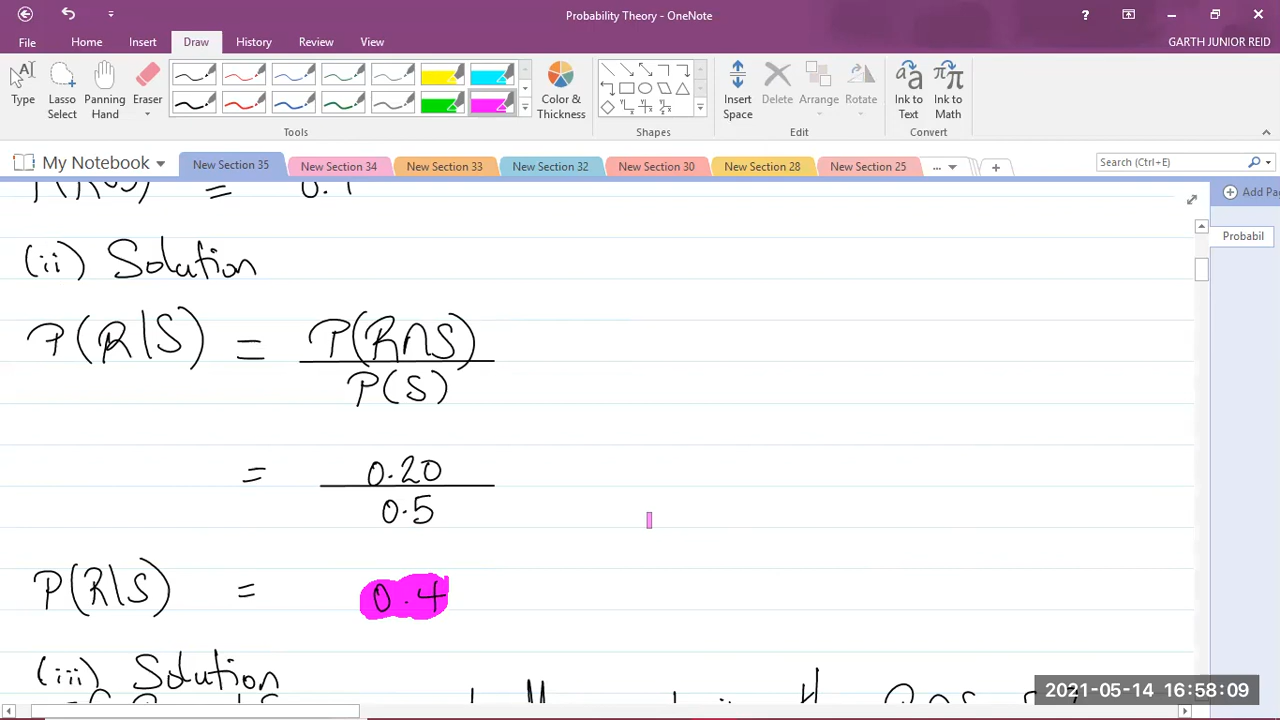 Probability Theory - OneNote
GARTH JUNIOR REID
File Home Insert Draw History Review View
Type Lasso Select Panning Hand Eraser Color & Thickness Insert Space Delete Arrange Rotate Ink to Text Ink to Math
Tools Shapes Edit Convert
My Notebook New Section 35 New Section 34 New Section 33 New Section 32 New Section 30 New Section 28 New Section 25 ... Search (Ctrl+E)
Add Pa
Probabil
(ii) Solution
P(R|S) = P(R∩S)
P(S)
= 0.20
0.5
P(R|S) = 0.4
(iii) Solution
2021-05-14 16:58:09